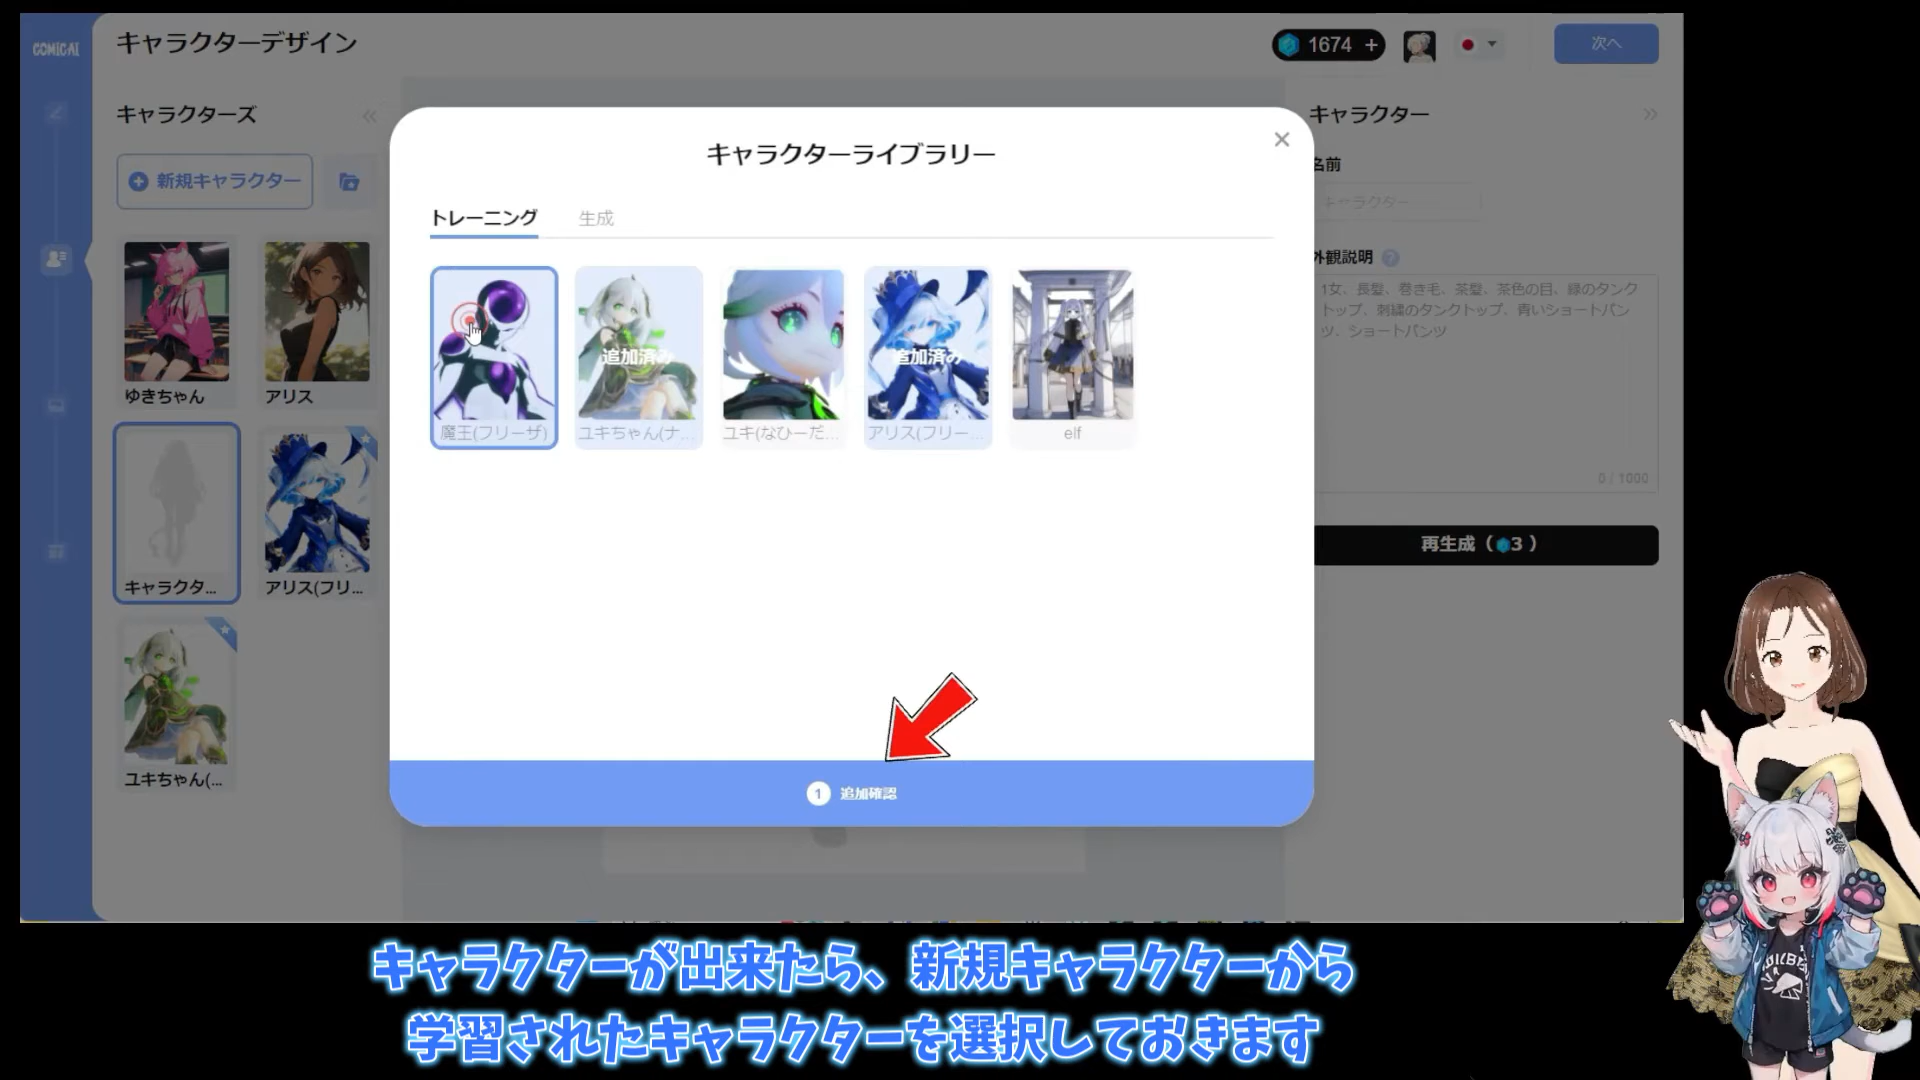 COMICAI
キャラクターデザイン
1674 +
次へ
キャラクターズ
新規キャラクター
ゆきちゃん
アリス
キャラクタ...
アリス(フリ...
ユキちゃん(...
キャラクターライブラリー
トレーニング
生成
魔王(フリーザ)
追加済み
ユキちゃん(ナ...
ユキ(なひーだ...
追加済み
アリス(フリー...
elf
1 追加確認
キャラクター
名前
キャラクター
外観説明 ?
1女、長髪、巻き毛、茶髪、茶色の目、緑のタンク
トップ、刺繍のタンクトップ、青いショートパン
ツ、ショートパンツ
0 / 1000
再生成（3 ）
キャラクターが出来たら、新規キャラクターから
学習されたキャラクターを選択しておきます